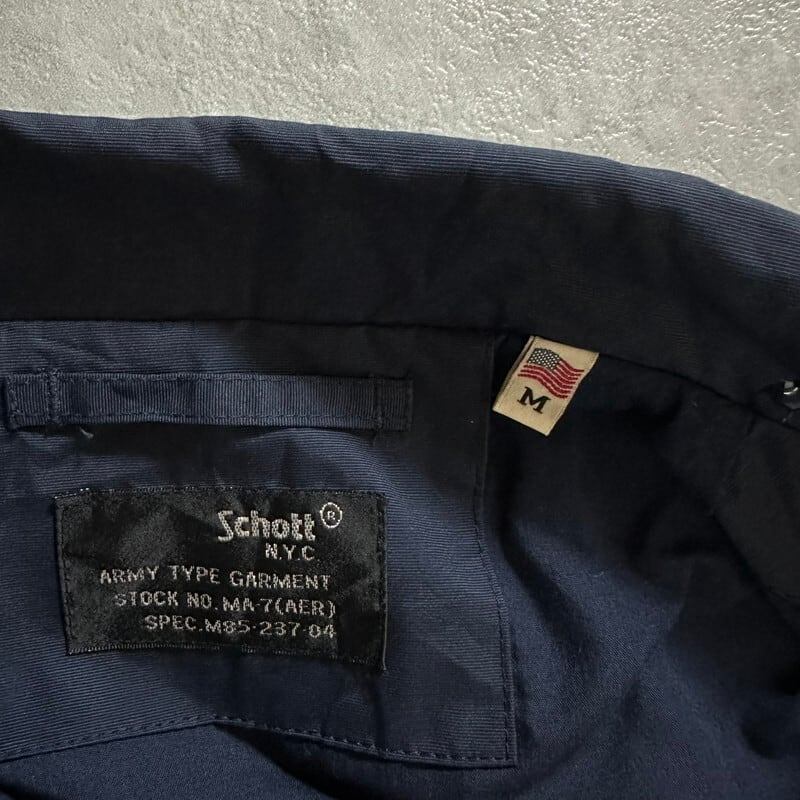 Schott®
N.Y.C
ARMY TYPE GARMENT
STOCK NO. MA-7(AER)
SPEC.M85-237-04
M